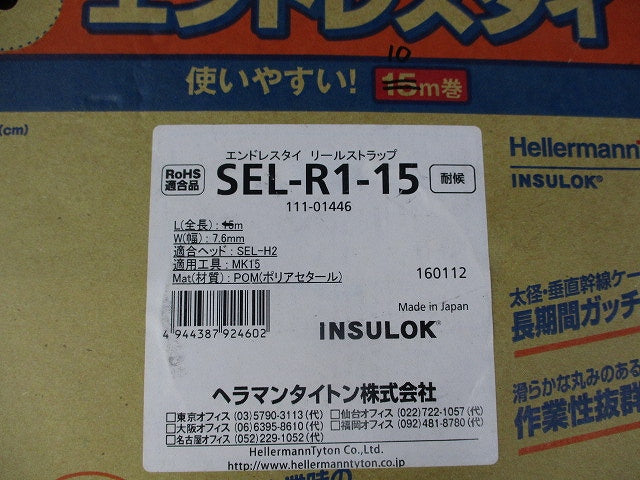 エンドレスタイ
10
使いやすい! 15m巻
(cm)
HellermannT
INSULOK®
エンドレスタイ リールストラップ
RoHS
適合品
SEL-R1-15
耐候
111-01446
L(全長) : 15m
W(幅) : 7.6mm
適合ヘッド : SEL-H2
適用工具 : MK15
Mat(材質) : POM(ポリアセタール)
160112
4 944387 924602
Made in Japan
INSULOK®
太径・垂直幹線ケー
長期間ガッチ
滑らかな丸みのある
作業性抜群
ヘラマンタイトン株式会社
□東京オフィス (03)5790-3113(代) □仙台オフィス (022)722-1057(代)
□大阪オフィス (06)6395-8610(代) □福岡オフィス (092)481-8780(代)
□名古屋オフィス (052)229-1052(代)
HellermannTyton Co.,Ltd.
http://www.hellermanntyton.co.jp